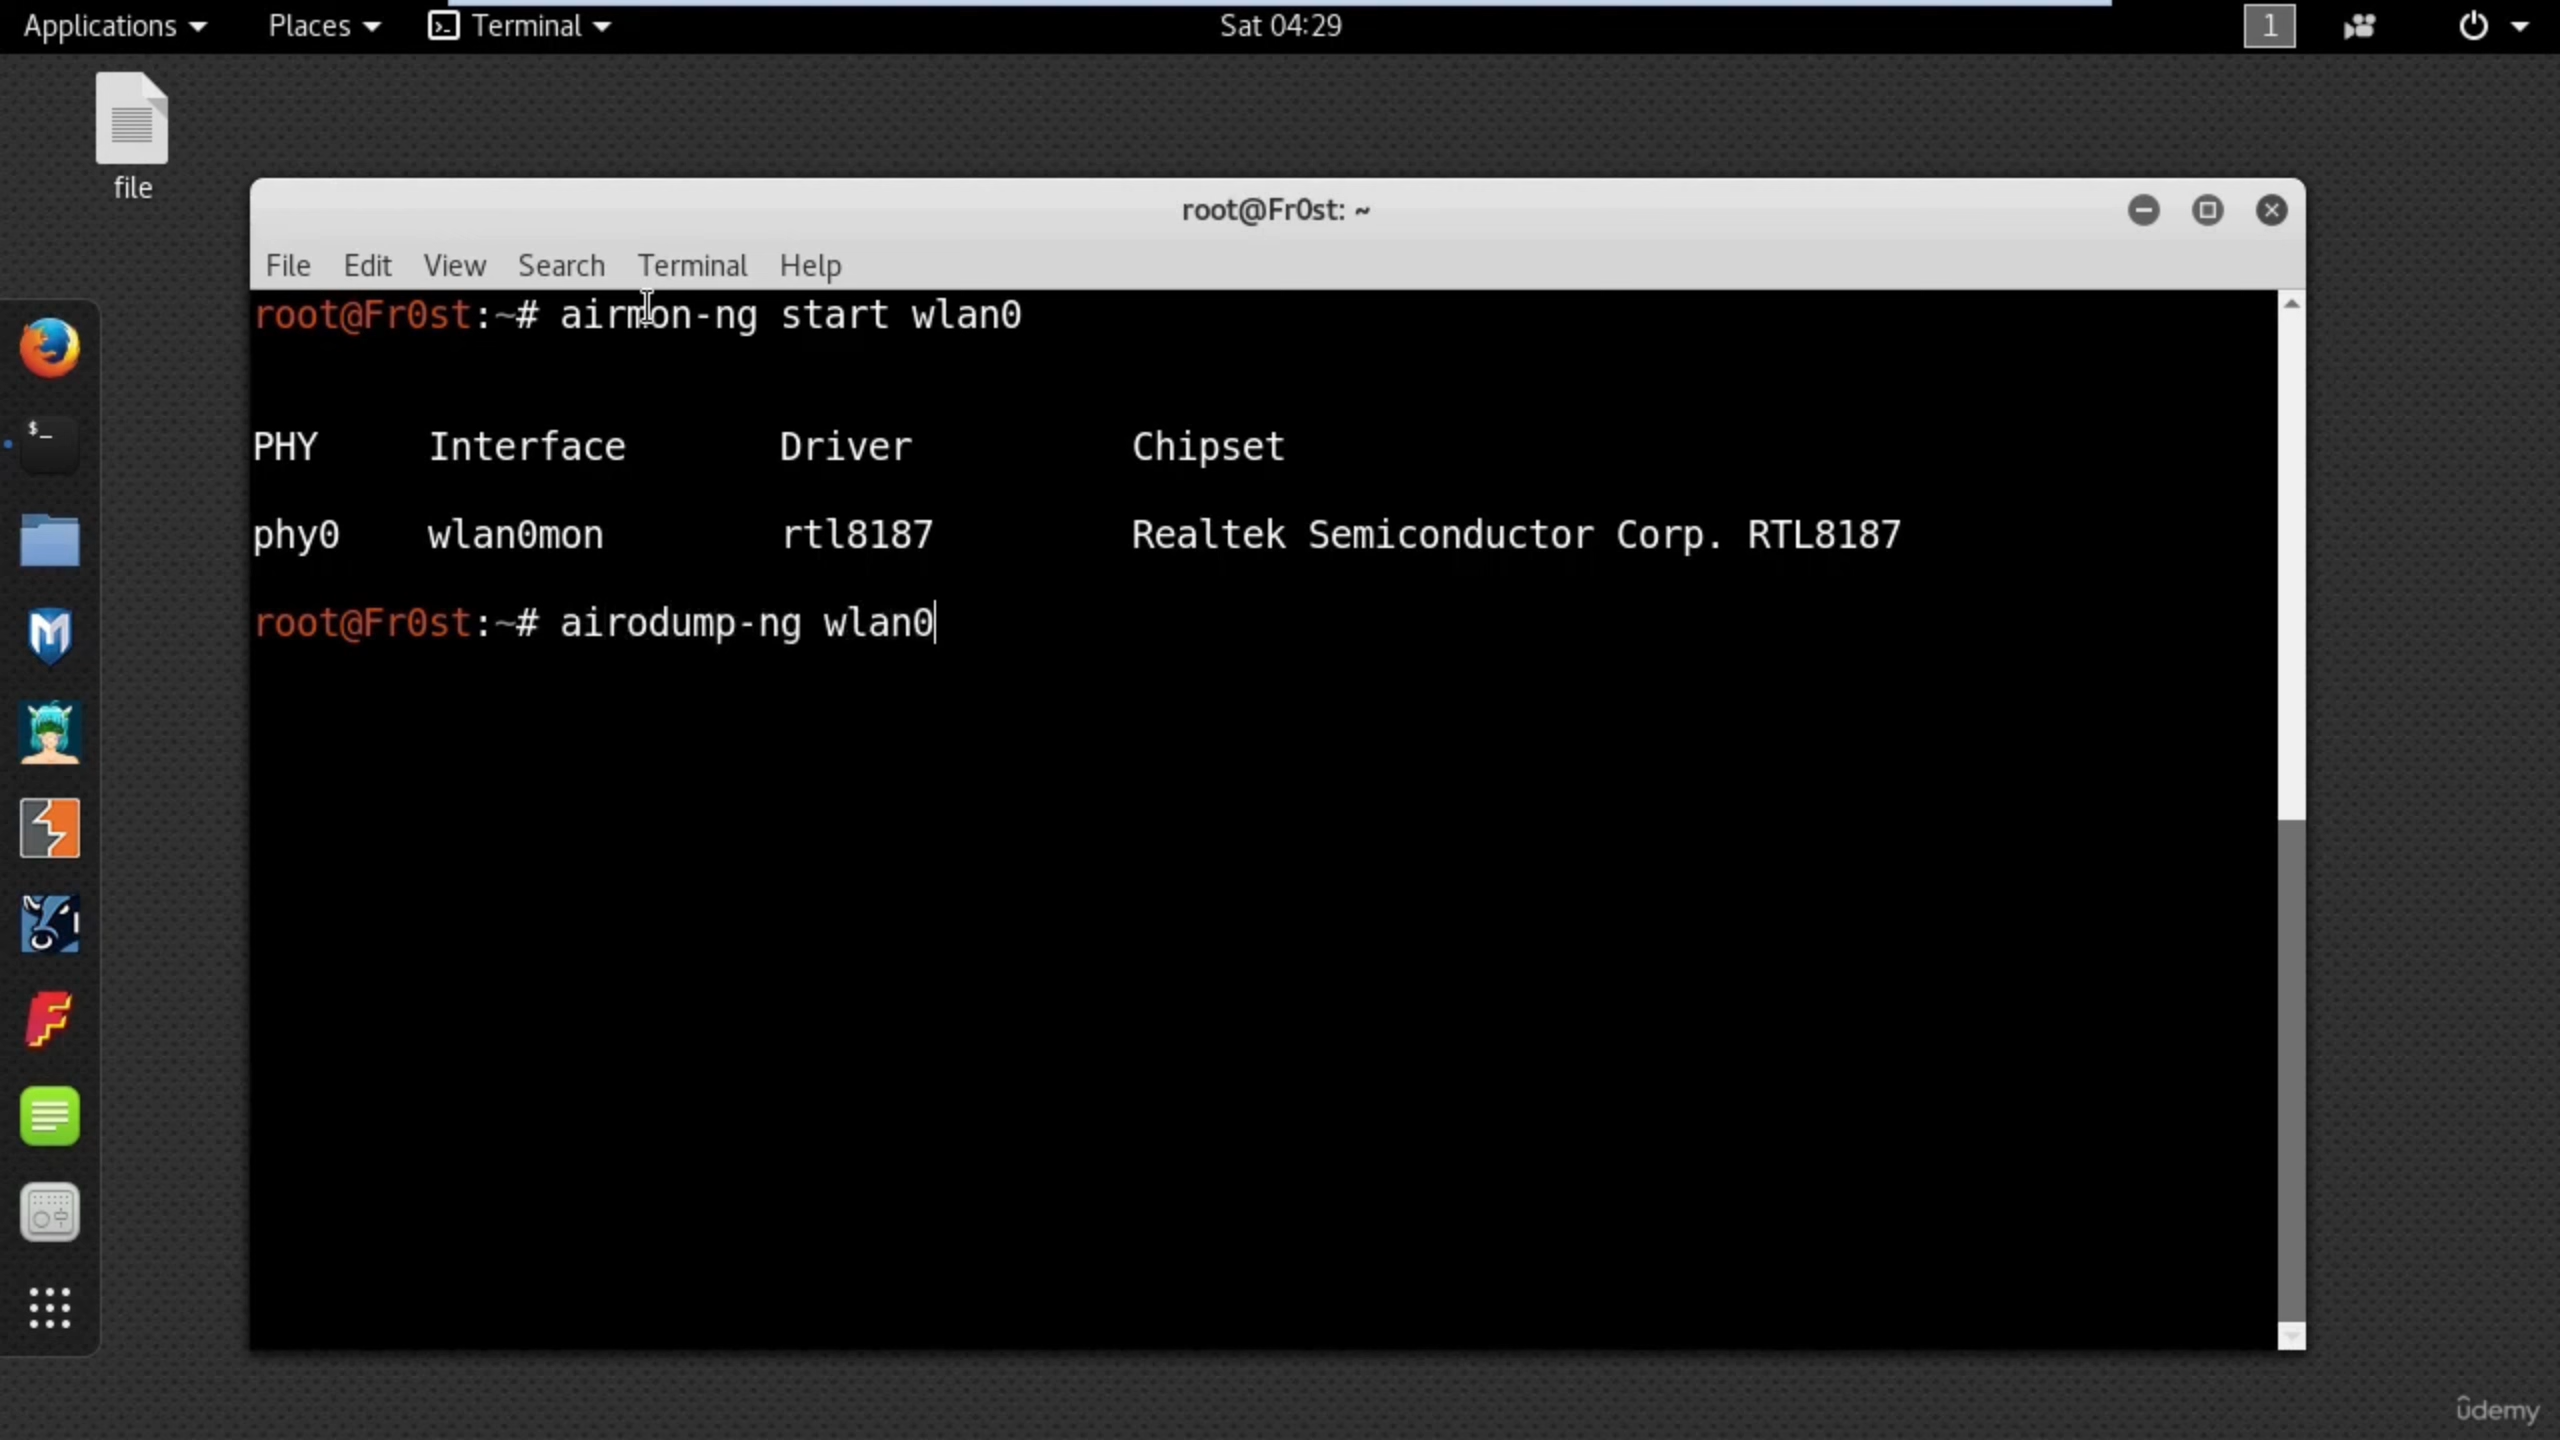 Applications Places Terminal Sat 04:29 1
file
root@Fr0st: ~
File Edit View Search Terminal Help
root@Fr0st:~# airmon-ng start wlan0
PHY Interface Driver Chipset
phy0 wlan0mon rtl8187 Realtek Semiconductor Corp. RTL8187
root@Fr0st:~# airodump-ng wlan0
$_
ûdemy